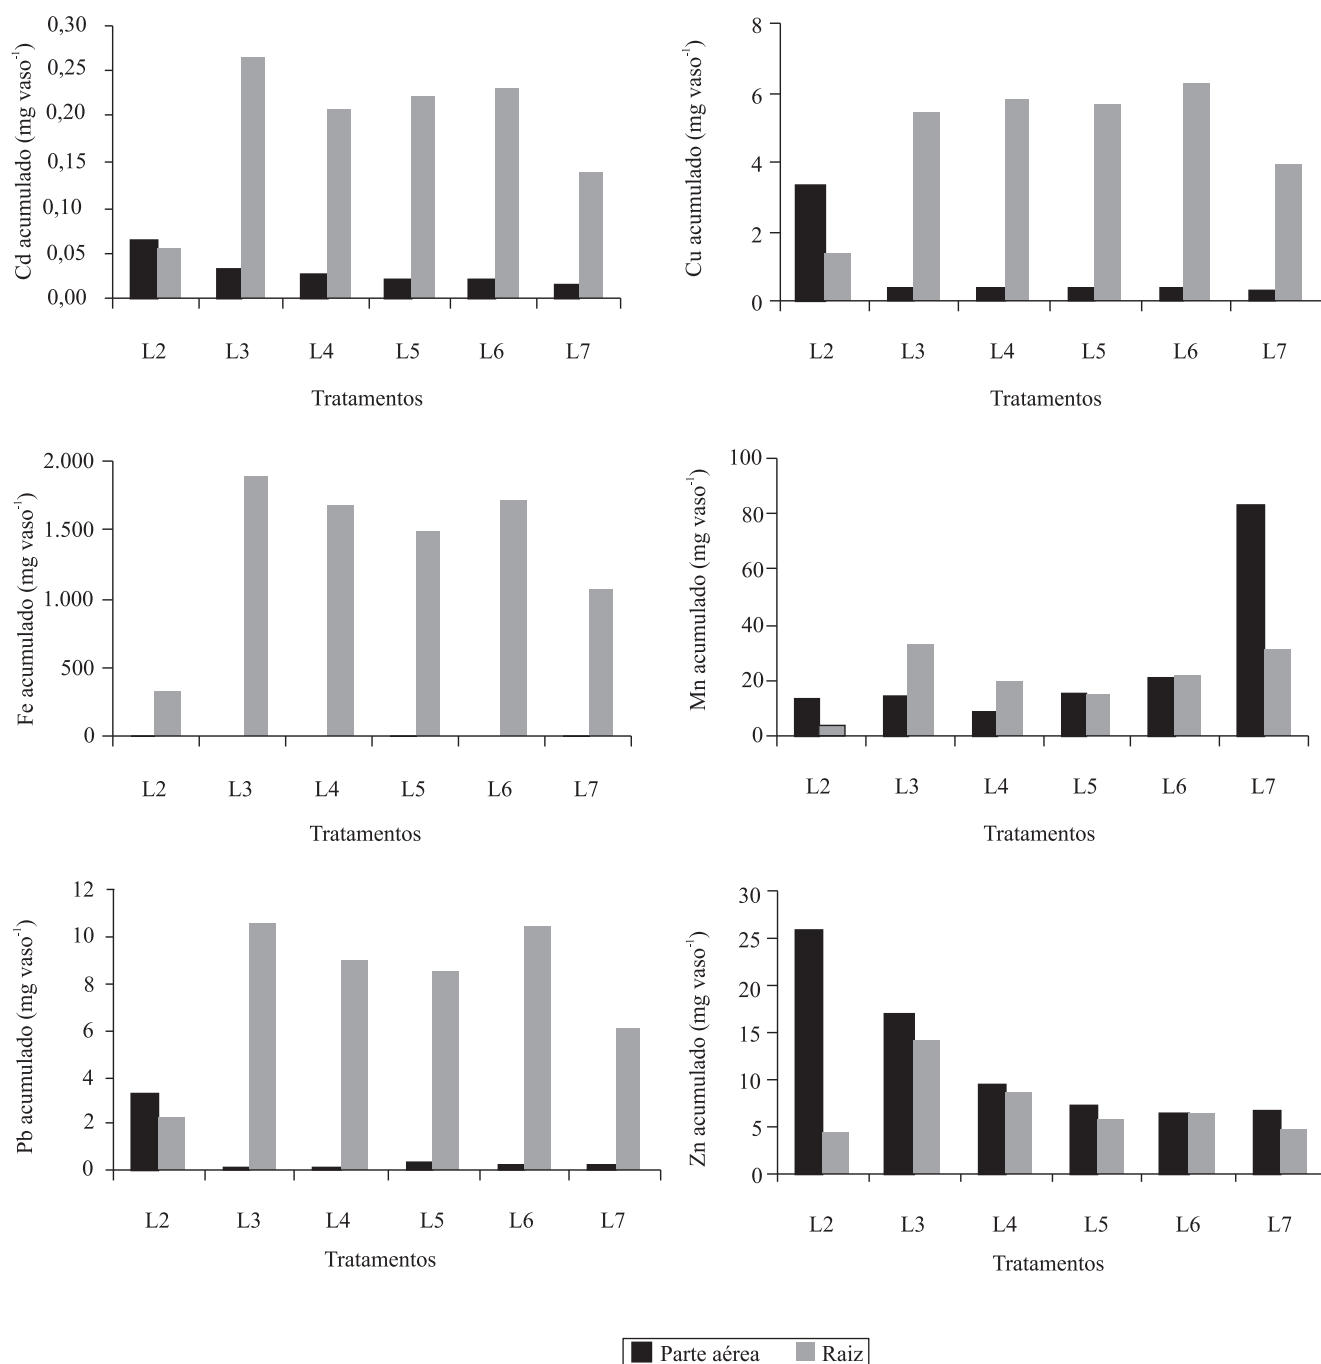 Cd acumulado (mg vaso⁻¹)
0,30
0,25
0,20
0,15
0,10
0,05
0,00
L2 L3 L4 L5 L6 L7
Tratamentos
Cu acumulado (mg vaso⁻¹)
8
6
4
2
0
L2 L3 L4 L5 L6 L7
Tratamentos
Fe acumulado (mg vaso⁻¹)
2.000
1.500
1.000
500
0
L2 L3 L4 L5 L6 L7
Tratamentos
Mn acumulado (mg vaso⁻¹)
100
80
60
40
20
0
L2 L3 L4 L5 L6 L7
Tratamentos
Pb acumulado (mg vaso⁻¹)
12
10
8
6
4
2
0
L2 L3 L4 L5 L6 L7
Tratamentos
Zn acumulado (mg vaso⁻¹)
30
25
20
15
10
5
0
L2 L3 L4 L5 L6 L7
Tratamentos
Parte aérea Raiz